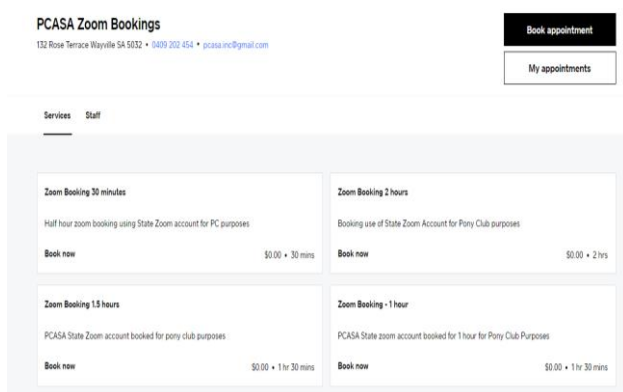 PCASA Zoom Bookings
132 Rose Terrace Wayville SA 5032 • 0409 202 454 • pcasa.inc@gmail.com
Book appointment
My appointments
Services Staff
Zoom Booking 30 minutes
Half hour zoom booking using State Zoom account for PC purposes
Book now $0.00 • 30 mins
Zoom Booking 2 hours
Booking use of State Zoom Account for Pony Club purposes
Book now $0.00 • 2 hrs
Zoom Booking 1.5 hours
PCASA State Zoom account booked for pony club purposes
Book now $0.00 • 1 hr 30 mins
Zoom Booking - 1 hour
PCASA State zoom account booked for 1 hour for Pony Club Purposes
Book now $0.00 • 1 hr 30 mins